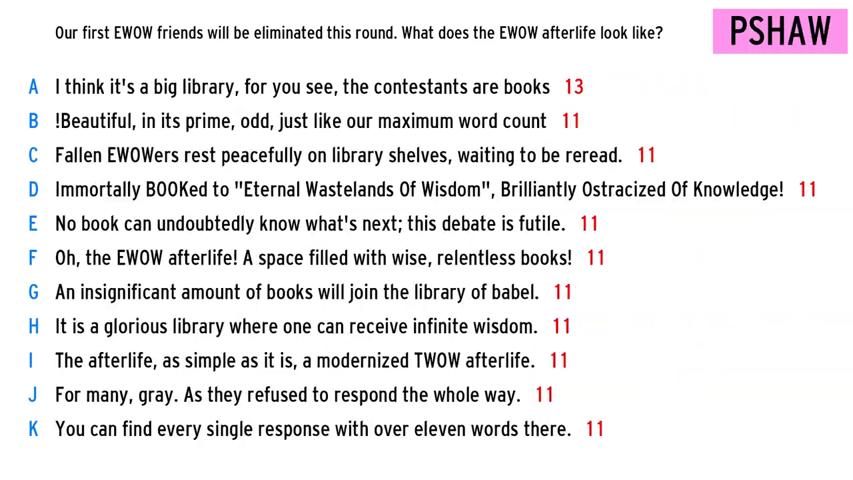 Our first EWOW friends will be eliminated this round. What does the EWOW afterlife look like?
PSHAW
A I think it's a big library, for you see, the contestants are books 13
B !Beautiful, in its prime, odd, just like our maximum word count 11
C Fallen EWOWers rest peacefully on library shelves, waiting to be reread. 11
D Immortally BOOKed to "Eternal Wastelands Of Wisdom", Brilliantly Ostracized Of Knowledge! 11
E No book can undoubtedly know what's next; this debate is futile. 11
F Oh, the EWOW afterlife! A space filled with wise, relentless books! 11
G An insignificant amount of books will join the library of babel. 11
H It is a glorious library where one can receive infinite wisdom. 11
I The afterlife, as simple as it is, a modernized TWOW afterlife. 11
J For many, gray. As they refused to respond the whole way. 11
K You can find every single response with over eleven words there. 11